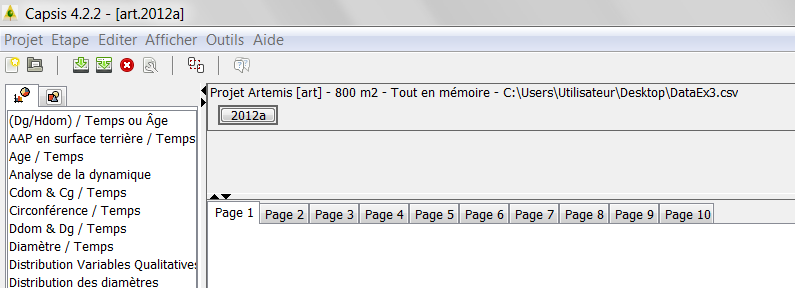 Capsis 4.2.2 - [art.2012a]
Projet Etape Editer Afficher Outils Aide
Projet Artemis [art] - 800 m2 - Tout en mémoire - C:\Users\Utilisateur\Desktop\DataEx3.csv
2012a
(Dg/Hdom) / Temps ou Âge
AAP en surface terrière / Temps
Age / Temps
Analyse de la dynamique
Cdom & Cg / Temps
Circonférence / Temps
Ddom & Dg / Temps
Diamètre / Temps
Distribution Variables Qualitatives
Distribution des diamètres
Page 1 Page 2 Page 3 Page 4 Page 5 Page 6 Page 7 Page 8 Page 9 Page 10